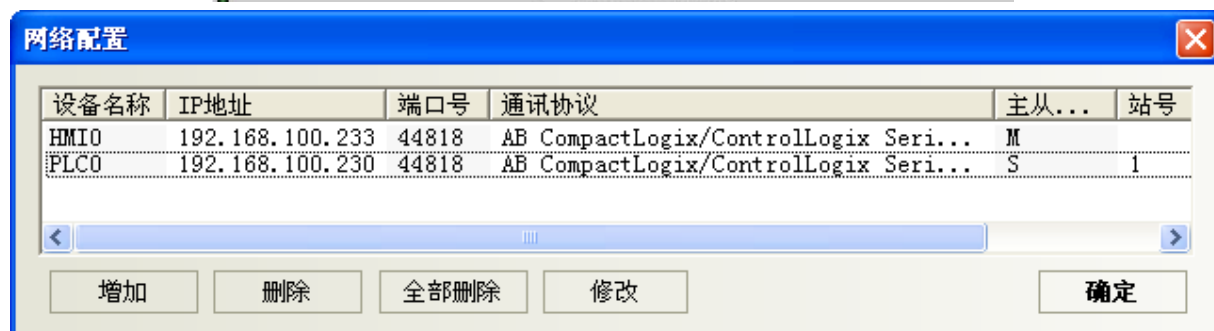 网络配置
设备名称 IP地址 端口号 通讯协议 主从... 站号
HMI0 192.168.100.233 44818 AB CompactLogix/ControlLogix Seri... M
PLC0 192.168.100.230 44818 AB CompactLogix/ControlLogix Seri... S 1
增加 删除 全部删除 修改 确定